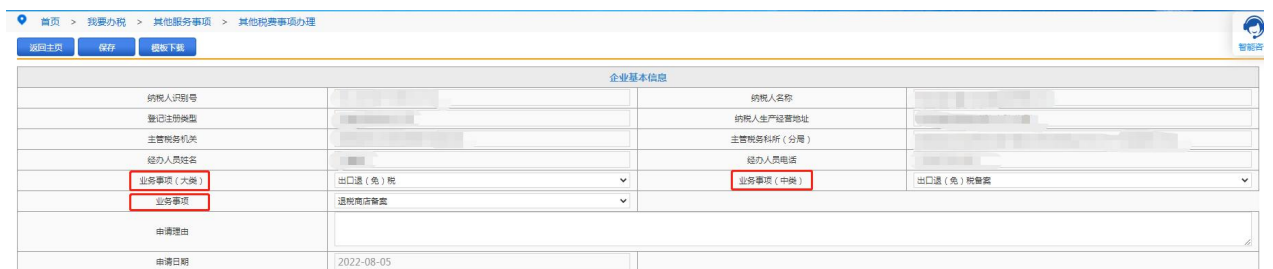 首页 > 我要办税 > 其他服务事项 > 其他税费事项办理
返回主页 保存 模板下载
智能咨
企业基本信息
纳税人识别号 纳税人名称
登记注册类型 纳税人生产经营地址
主管税务机关 主管税务科所（分局）
经办人员姓名 经办人员电话
业务事项（大类） 出口退（免）税 业务事项（中类） 出口退（免）税备案
业务事项 退税商店备案
申请理由
申请日期 2022-08-05